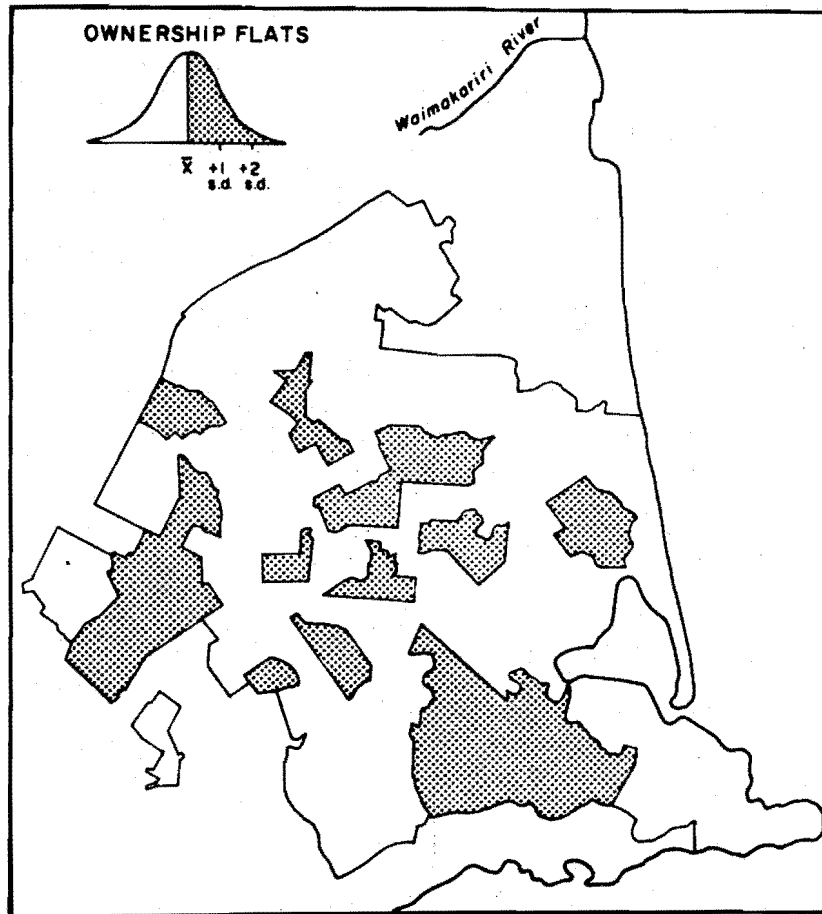 OWNERSHIP FLATS
Waimakariri River
x̄ +1 +2
s.d. s.d.